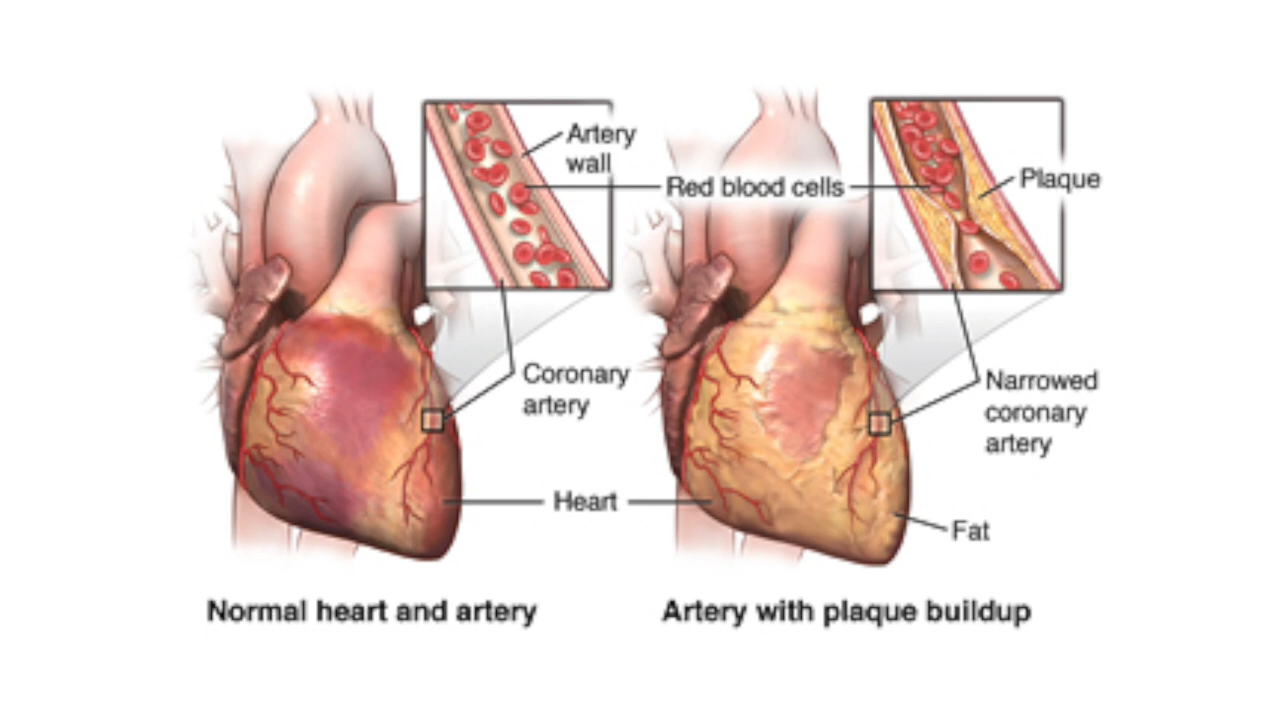 Artery
wall
Red blood cells
Plaque
Coronary
artery
Narrowed
coronary
artery
Heart
Fat
Normal heart and artery
Artery with plaque buildup